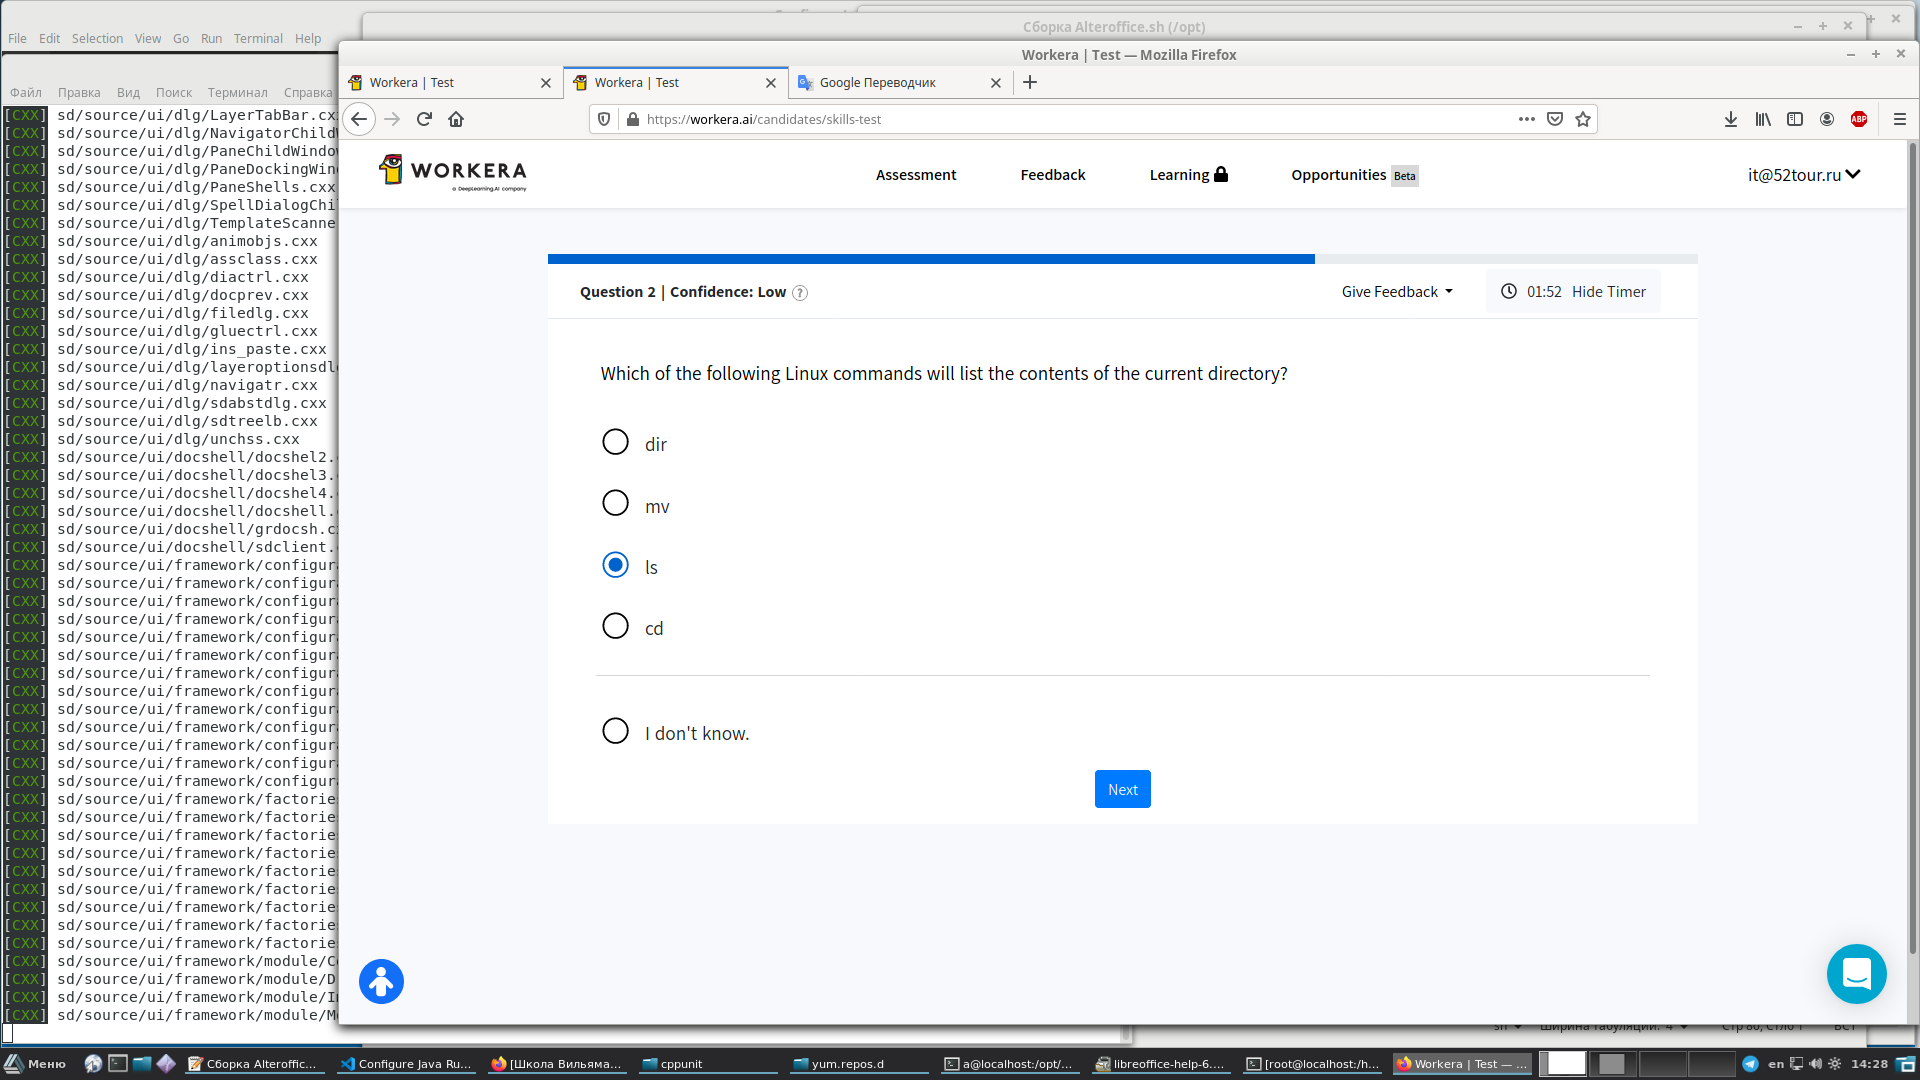 Сборка Alteroffice.sh (/opt)
File Edit Selection View Go Run Terminal Help
Workera | Test — Mozilla Firefox
Файл Правка Вид Поиск Терминал Справка
Workera | Test
Workera | Test
Google Переводчик
https://workera.ai/candidates/skills-test
ABP
WORKERA
a DeepLearning.AI company
Assessment Feedback Learning Opportunities Beta
it@52tour.ru
Question 2 | Confidence: Low ?
Give Feedback
01:52 Hide Timer
Which of the following Linux commands will list the contents of the current directory?
dir
mv
ls
cd
I don't know.
Next
[CXX] sd/source/ui/dlg/LayerTabBar.cx
[CXX] sd/source/ui/dlg/NavigatorChild
[CXX] sd/source/ui/dlg/PaneChildWindo
[CXX] sd/source/ui/dlg/PaneDockingWin
[CXX] sd/source/ui/dlg/PaneShells.cxx
[CXX] sd/source/ui/dlg/SpellDialogChi
[CXX] sd/source/ui/dlg/TemplateScanne
[CXX] sd/source/ui/dlg/animobjs.cxx
[CXX] sd/source/ui/dlg/assclass.cxx
[CXX] sd/source/ui/dlg/diactrl.cxx
[CXX] sd/source/ui/dlg/docprev.cxx
[CXX] sd/source/ui/dlg/filedlg.cxx
[CXX] sd/source/ui/dlg/gluectrl.cxx
[CXX] sd/source/ui/dlg/ins_paste.cxx
[CXX] sd/source/ui/dlg/layeroptionsdl
[CXX] sd/source/ui/dlg/navigatr.cxx
[CXX] sd/source/ui/dlg/sdabstdlg.cxx
[CXX] sd/source/ui/dlg/sdtreelb.cxx
[CXX] sd/source/ui/dlg/unchss.cxx
[CXX] sd/source/ui/docshell/docshel2.
[CXX] sd/source/ui/docshell/docshel3.
[CXX] sd/source/ui/docshell/docshel4.
[CXX] sd/source/ui/docshell/docshell.
[CXX] sd/source/ui/docshell/grdocsh.c
[CXX] sd/source/ui/docshell/sdclient.
[CXX] sd/source/ui/framework/configur
[CXX] sd/source/ui/framework/configur
[CXX] sd/source/ui/framework/configur
[CXX] sd/source/ui/framework/configur
[CXX] sd/source/ui/framework/configur
[CXX] sd/source/ui/framework/configur
[CXX] sd/source/ui/framework/configur
[CXX] sd/source/ui/framework/configur
[CXX] sd/source/ui/framework/configur
[CXX] sd/source/ui/framework/configur
[CXX] sd/source/ui/framework/configur
[CXX] sd/source/ui/framework/configur
[CXX] sd/source/ui/framework/configur
[CXX] sd/source/ui/framework/factorie
[CXX] sd/source/ui/framework/factorie
[CXX] sd/source/ui/framework/factorie
[CXX] sd/source/ui/framework/factorie
[CXX] sd/source/ui/framework/factorie
[CXX] sd/source/ui/framework/factorie
[CXX] sd/source/ui/framework/factorie
[CXX] sd/source/ui/framework/factorie
[CXX] sd/source/ui/framework/factorie
[CXX] sd/source/ui/framework/module/C
[CXX] sd/source/ui/framework/module/D
[CXX] sd/source/ui/framework/module/I
[CXX] sd/source/ui/framework/module/M
sh Ширина табуляции: 4 Стр 80, Стлб 1 ВСТ
Меню
Сборка Alteroffic...
Configure Java Ru...
[Школа Вильяма...
cppunit
yum.repos.d
a@localhost:/opt/...
libreoffice-help-6....
[root@localhost:/h...
Workera | Test — ...
en
14:28